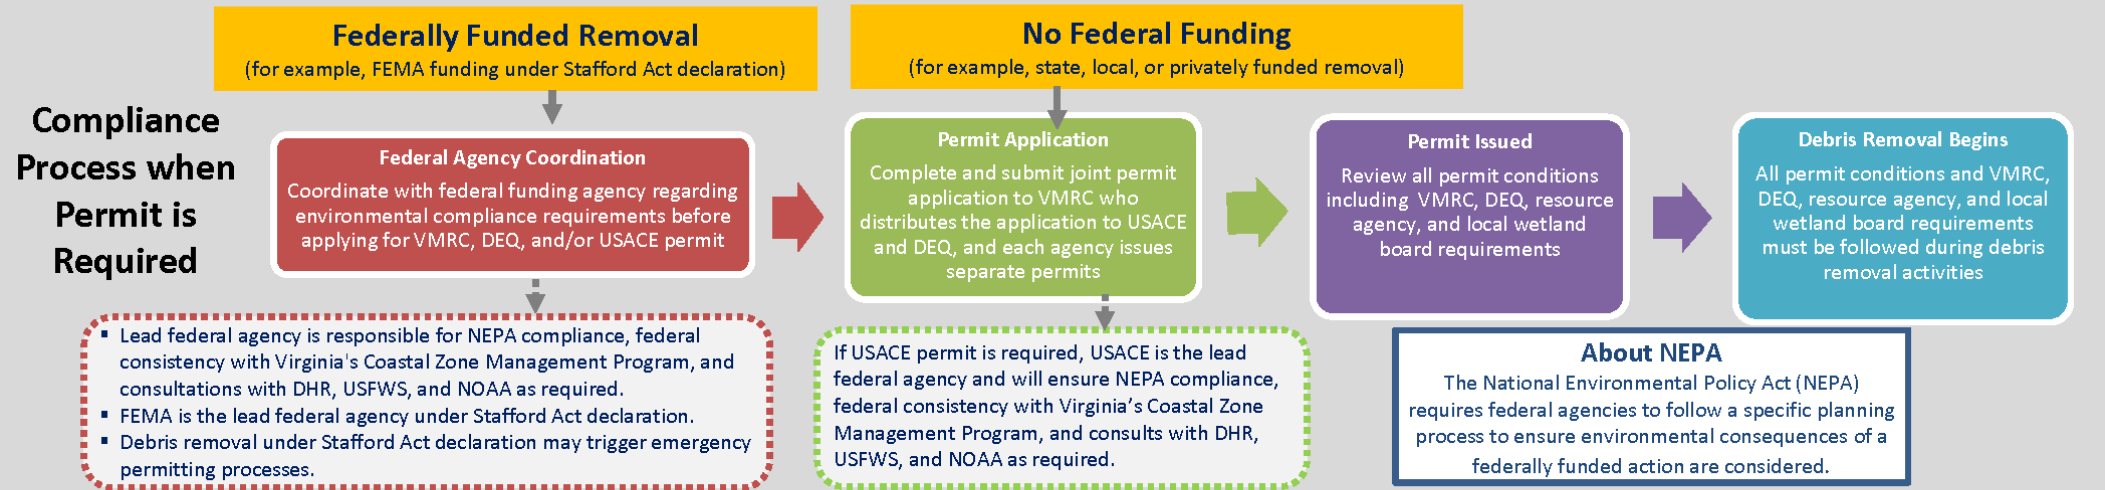 Compliance
Process when
Permit is
Required
Federally Funded Removal
(for example, FEMA funding under Stafford Act declaration)
No Federal Funding
(for example, state, local, or privately funded removal)
Federal Agency Coordination
Coordinate with federal funding agency regarding
environmental compliance requirements before
applying for VMRC, DEQ, and/or USACE permit
Permit Application
Complete and submit joint permit
application to VMRC who
distributes the application to USACE
and DEQ, and each agency issues
separate permits
Permit Issued
Review all permit conditions
including VMRC, DEQ, resource
agency, and local wetland
board requirements
Debris Removal Begins
All permit conditions and VMRC,
DEQ, resource agency, and local
wetland board requirements
must be followed during debris
removal activities
▪ Lead federal agency is responsible for NEPA compliance, federal
consistency with Virginia's Coastal Zone Management Program, and
consultations with DHR, USFWS, and NOAA as required.
▪ FEMA is the lead federal agency under Stafford Act declaration.
▪ Debris removal under Stafford Act declaration may trigger emergency
permitting processes.
If USACE permit is required, USACE is the lead
federal agency and will ensure NEPA compliance,
federal consistency with Virginia’s Coastal Zone
Management Program, and consults with DHR,
USFWS, and NOAA as required.
About NEPA
The National Environmental Policy Act (NEPA)
requires federal agencies to follow a specific planning
process to ensure environmental consequences of a
federally funded action are considered.